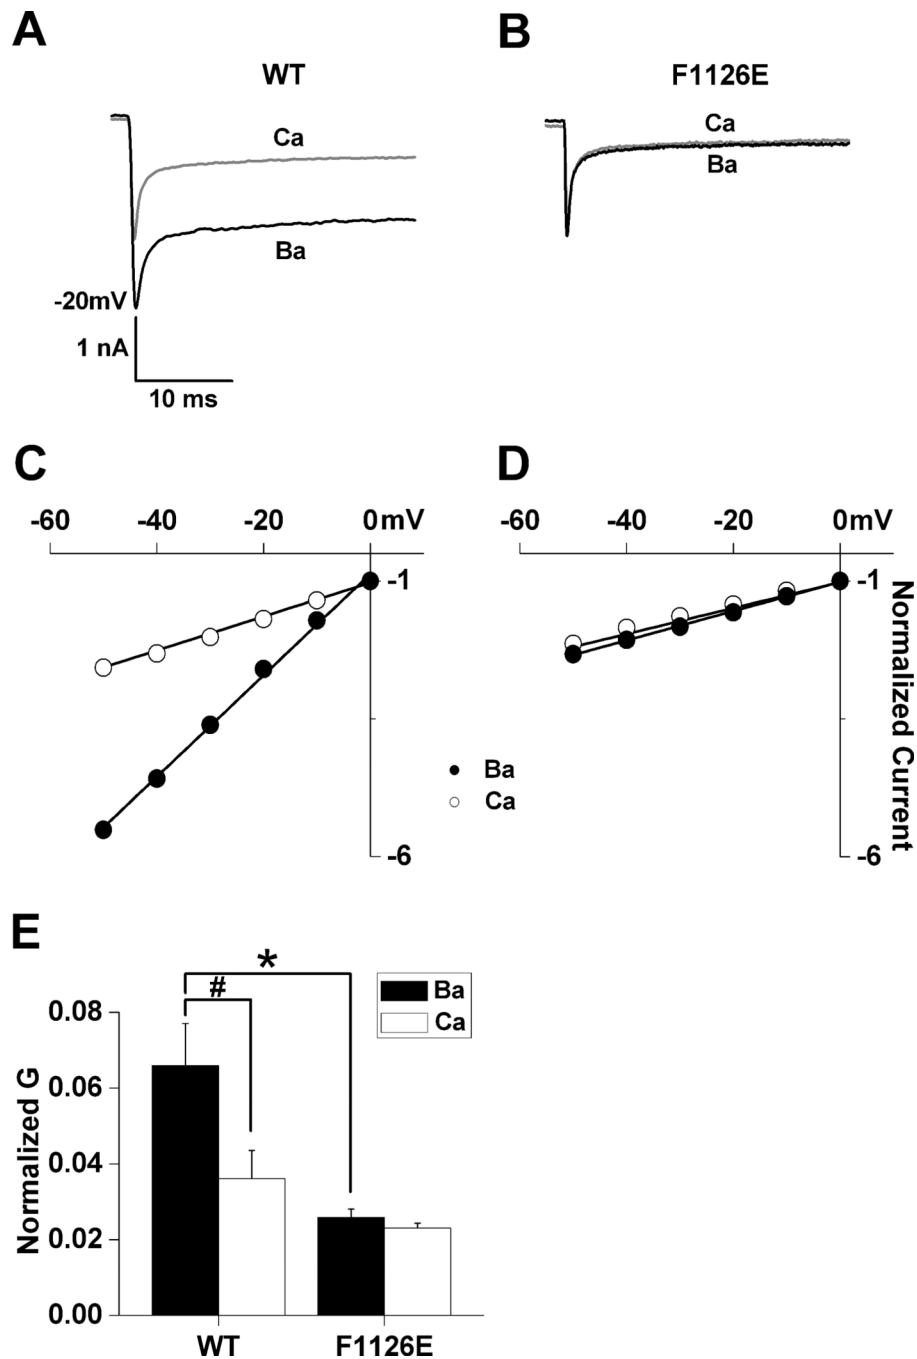 A
B
WT
F1126E
Ca
Ba
-20mV
1 nA
10 ms
Ca
Ba
C
D
-60 -40 -20 0mV
-1
-6
-60 -40 -20 0mV
-1
-6
Normalized Current
Ba
Ca
E
*
#
Ba
Ca
0.08
0.06
0.04
0.02
0.00
Normalized G
WT F1126E